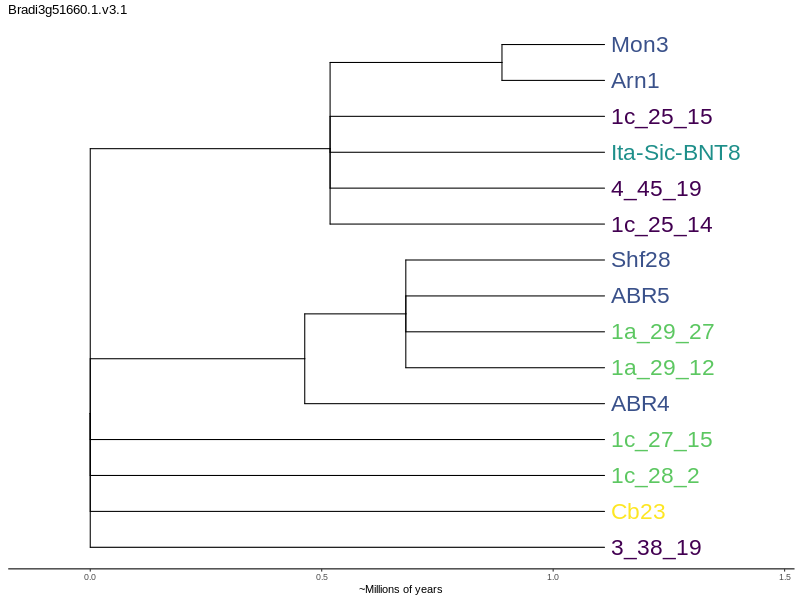 Bradi3g51660.1.v3.1
Mon3
Arn1
1c_25_15
Ita-Sic-BNT8
4_45_19
1c_25_14
Shf28
ABR5
1a_29_27
1a_29_12
ABR4
1c_27_15
1c_28_2
Cb23
3_38_19
0.0 0.5 1.0 1.5
~Millions of years